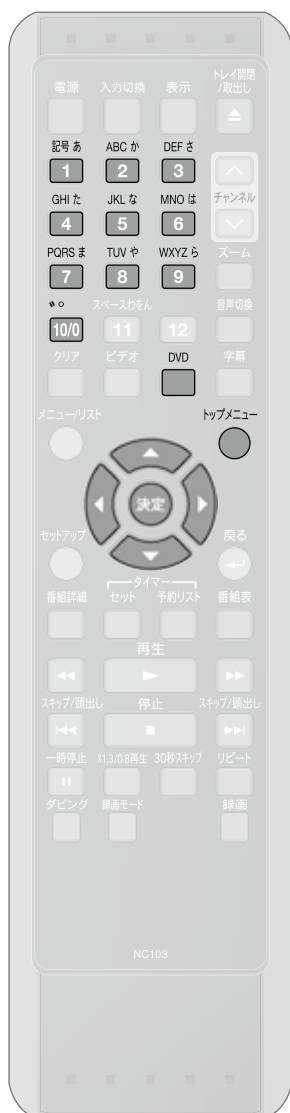 電源 入力切換 表示 トレイ開閉
/取出し
記号 あ ABC か DEF さ
1 2 3
GHI た JKL な MNO は チャンネル
4 5 6
PQRS ま TUV や WXYZ ら ズーム
7 8 9
゛゜ スペースわをん 音声切換
10/0 11 12
クリア ビデオ DVD 字幕
メニュー/リスト トップメニュー
決定
セットアップ 戻る
タイマー
番組詳細 セット 予約リスト 番組表
再生
スキップ/頭出し 停止 スキップ/頭出し
一時停止 X1.3/0.8再生 30秒スキップ リピート
ダビング 録画モード 録画
NC103